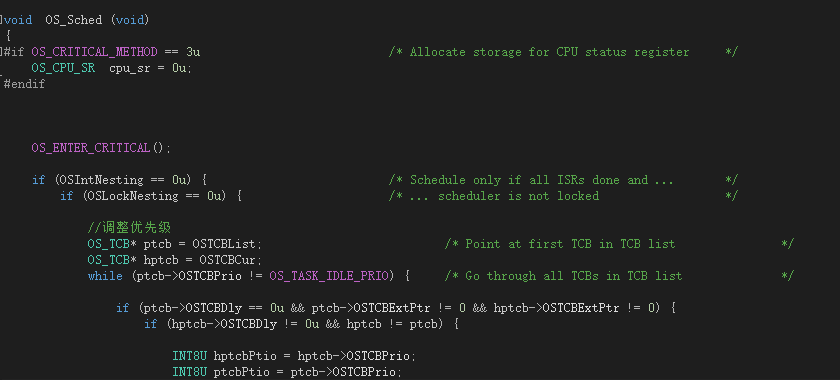 void  OS_Sched (void)
{
#if OS_CRITICAL_METHOD == 3u                           /* Allocate storage for CPU status register     */
    OS_CPU_SR  cpu_sr = 0u;
#endif
    OS_ENTER_CRITICAL();
    if (OSIntNesting == 0u) {                          /* Schedule only if all ISRs done and ...       */
        if (OSLockNesting == 0u) {                     /* ... scheduler is not locked                  */
            //调整优先级
            OS_TCB* ptcb = OSTCBList;                          /* Point at first TCB in TCB list               */
            OS_TCB* hptcb = OSTCBCur;
            while (ptcb->OSTCBPrio != OS_TASK_IDLE_PRIO) {     /* Go through all TCBs in TCB list              */
                if (ptcb->OSTCBDly == 0u && ptcb->OSTCBExtPtr != 0 && hptcb->OSTCBExtPtr != 0) {
                    if (hptcb->OSTCBDly != 0u && hptcb != ptcb) {
                        INT8U hptcbPtio = hptcb->OSTCBPrio;
                        INT8U ptcbPtio = ptcb->OSTCBPrio;